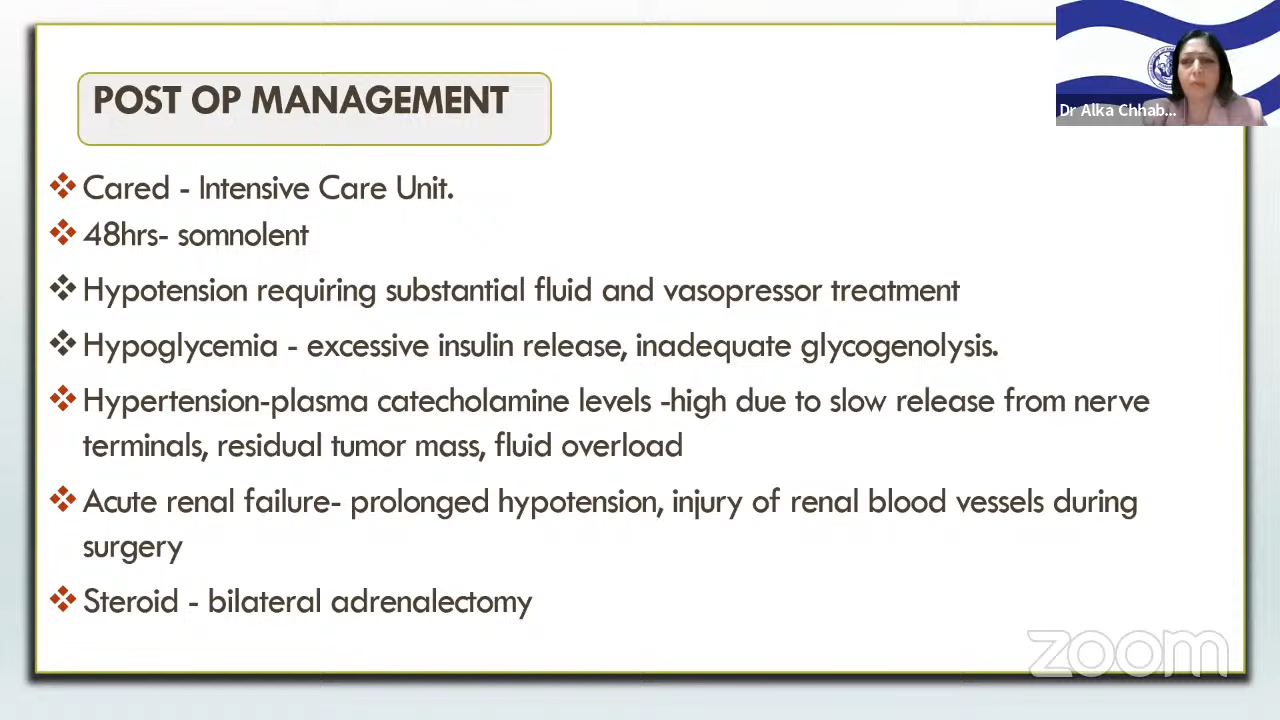 POST OP MANAGEMENT
Dr Alka Chhab...
Cared - Intensive Care Unit.
48hrs- somnolent
Hypotension requiring substantial fluid and vasopressor treatment
Hypoglycemia - excessive insulin release, inadequate glycogenolysis.
Hypertension-plasma catecholamine levels -high due to slow release from nerve
terminals, residual tumor mass, fluid overload
Acute renal failure- prolonged hypotension, injury of renal blood vessels during
surgery
Steroid - bilateral adrenalectomy
zoom